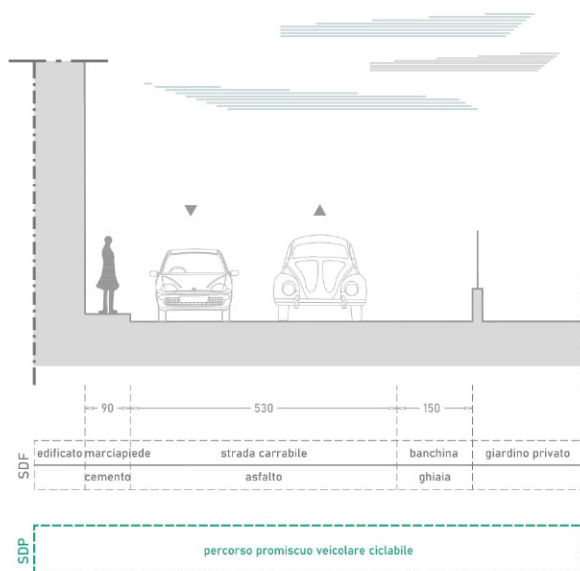 90 530 150
SDF
edificato marciapiede strada carrabile banchina giardino privato
cemento asfalto ghiaia
SDP
percorso promiscuo veicolare ciclabile